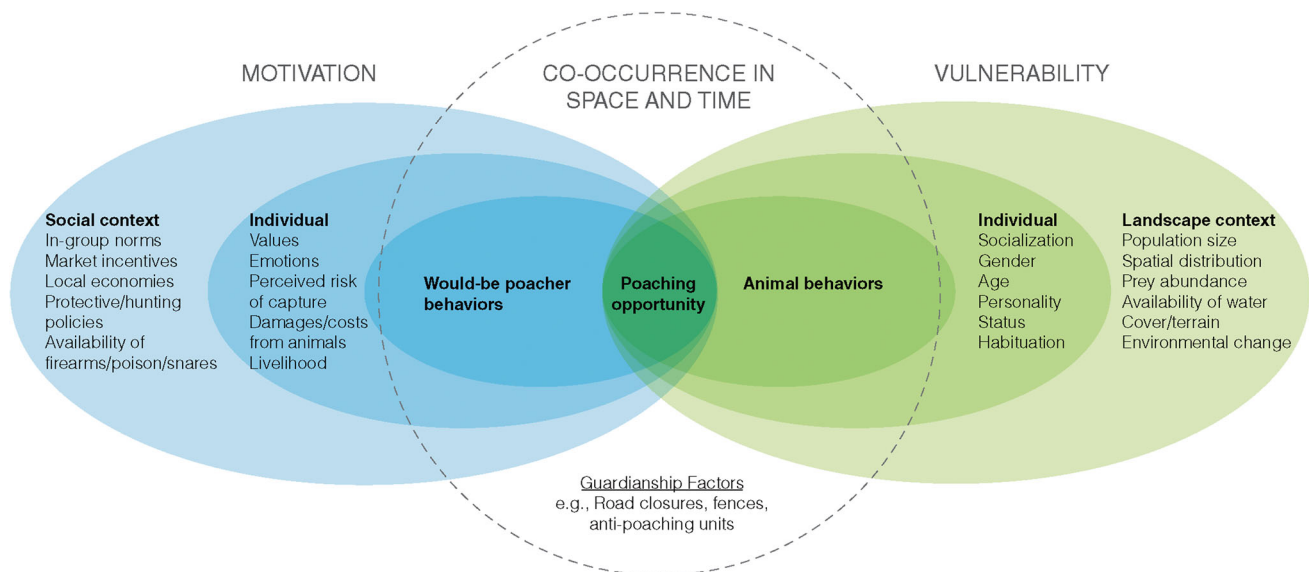 MOTIVATION
CO-OCCURRENCE IN
SPACE AND TIME
VULNERABILITY
Social context
In-group norms
Market incentives
Local economies
Protective/hunting
policies
Availability of
firearms/poison/snares
Individual
Values
Emotions
Perceived risk
of capture
Damages/costs
from animals
Livelihood
Would-be poacher
behaviors
Poaching
opportunity
Animal behaviors
Individual
Socialization
Gender
Age
Personality
Status
Habituation
Landscape context
Population size
Spatial distribution
Prey abundance
Availability of water
Cover/terrain
Environmental change
Guardianship Factors
e.g., Road closures, fences,
anti-poaching units